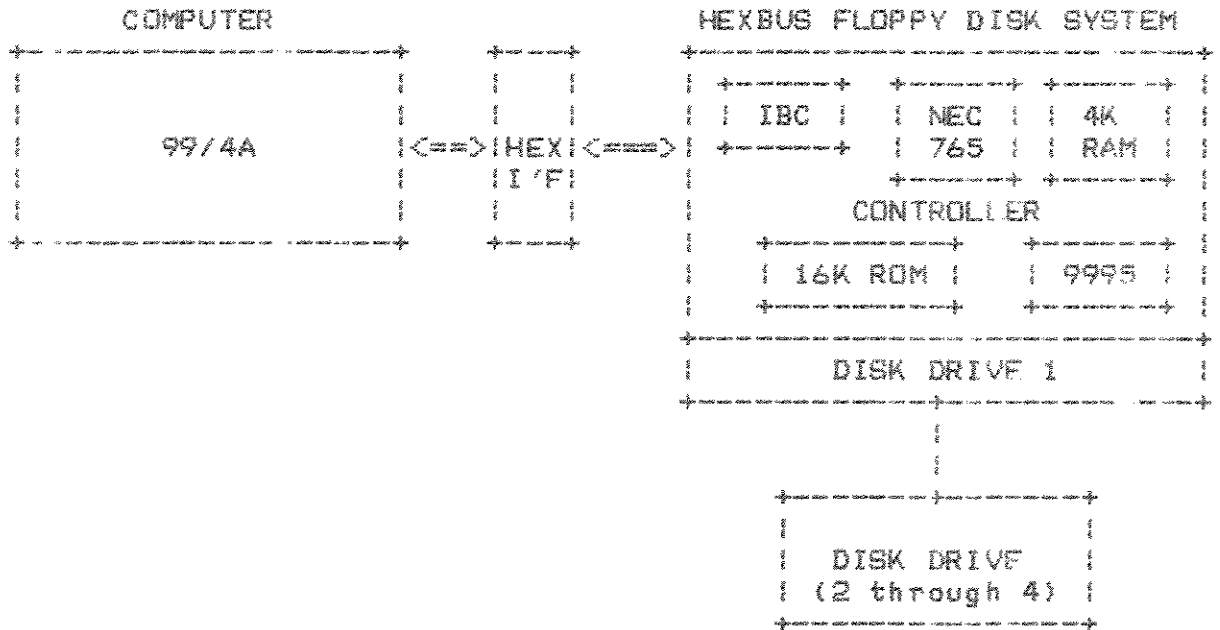 COMPUTER HEXBUS FLOPPY DISK SYSTEM
IBC NEC 4K
99/4A <==> HEX <===> 765 RAM
I'F
CONTROLLER
16K ROM 9995
DISK DRIVE 1
DISK DRIVE
(2 through 4)